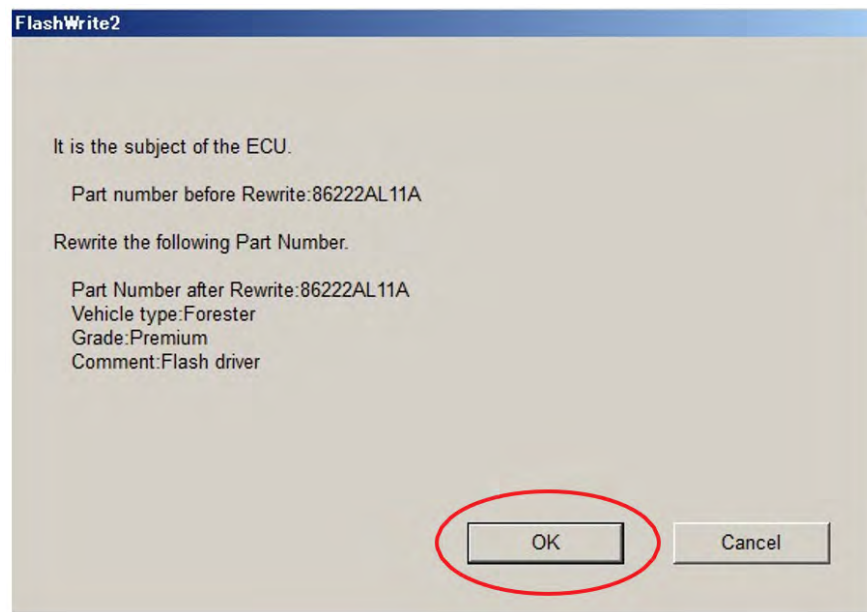 FlashWrite2
It is the subject of the ECU.
Part number before Rewrite:86222AL11A
Rewrite the following Part Number.
Part Number after Rewrite:86222AL11A
Vehicle type:Forester
Grade:Premium
Comment:Flash driver
OK
Cancel